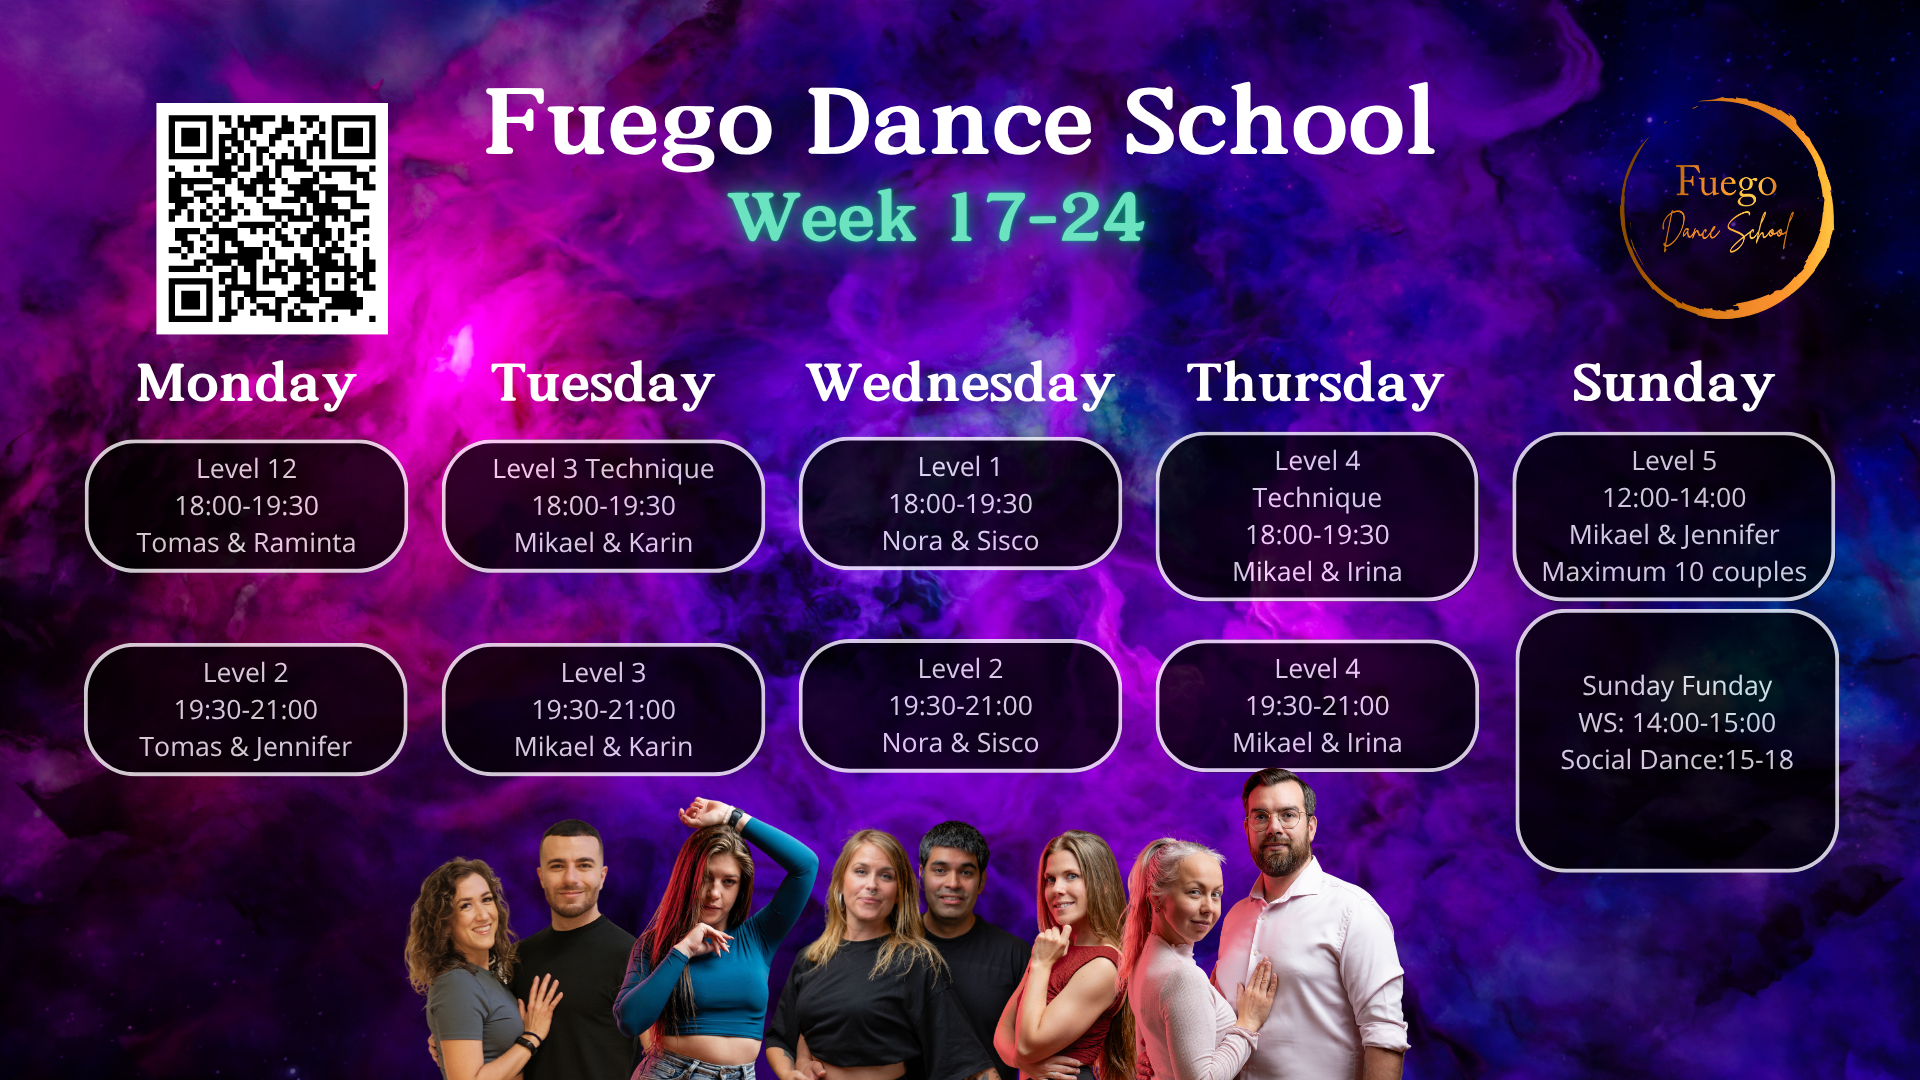 Fuego Dance School
Week 17-24
Fuego
Dance School
Monday
Level 12
18:00-19:30
Tomas & Raminta
Level 2
19:30-21:00
Tomas & Jennifer
Tuesday
Level 3 Technique
18:00-19:30
Mikael & Karin
Level 3
19:30-21:00
Mikael & Karin
Wednesday
Level 1
18:00-19:30
Nora & Sisco
Level 2
19:30-21:00
Nora & Sisco
Thursday
Level 4
Technique
18:00-19:30
Mikael & Irina
Level 4
19:30-21:00
Mikael & Irina
Sunday
Level 5
12:00-14:00
Mikael & Jennifer
Maximum 10 couples
Sunday Funday
WS: 14:00-15:00
Social Dance:15-18